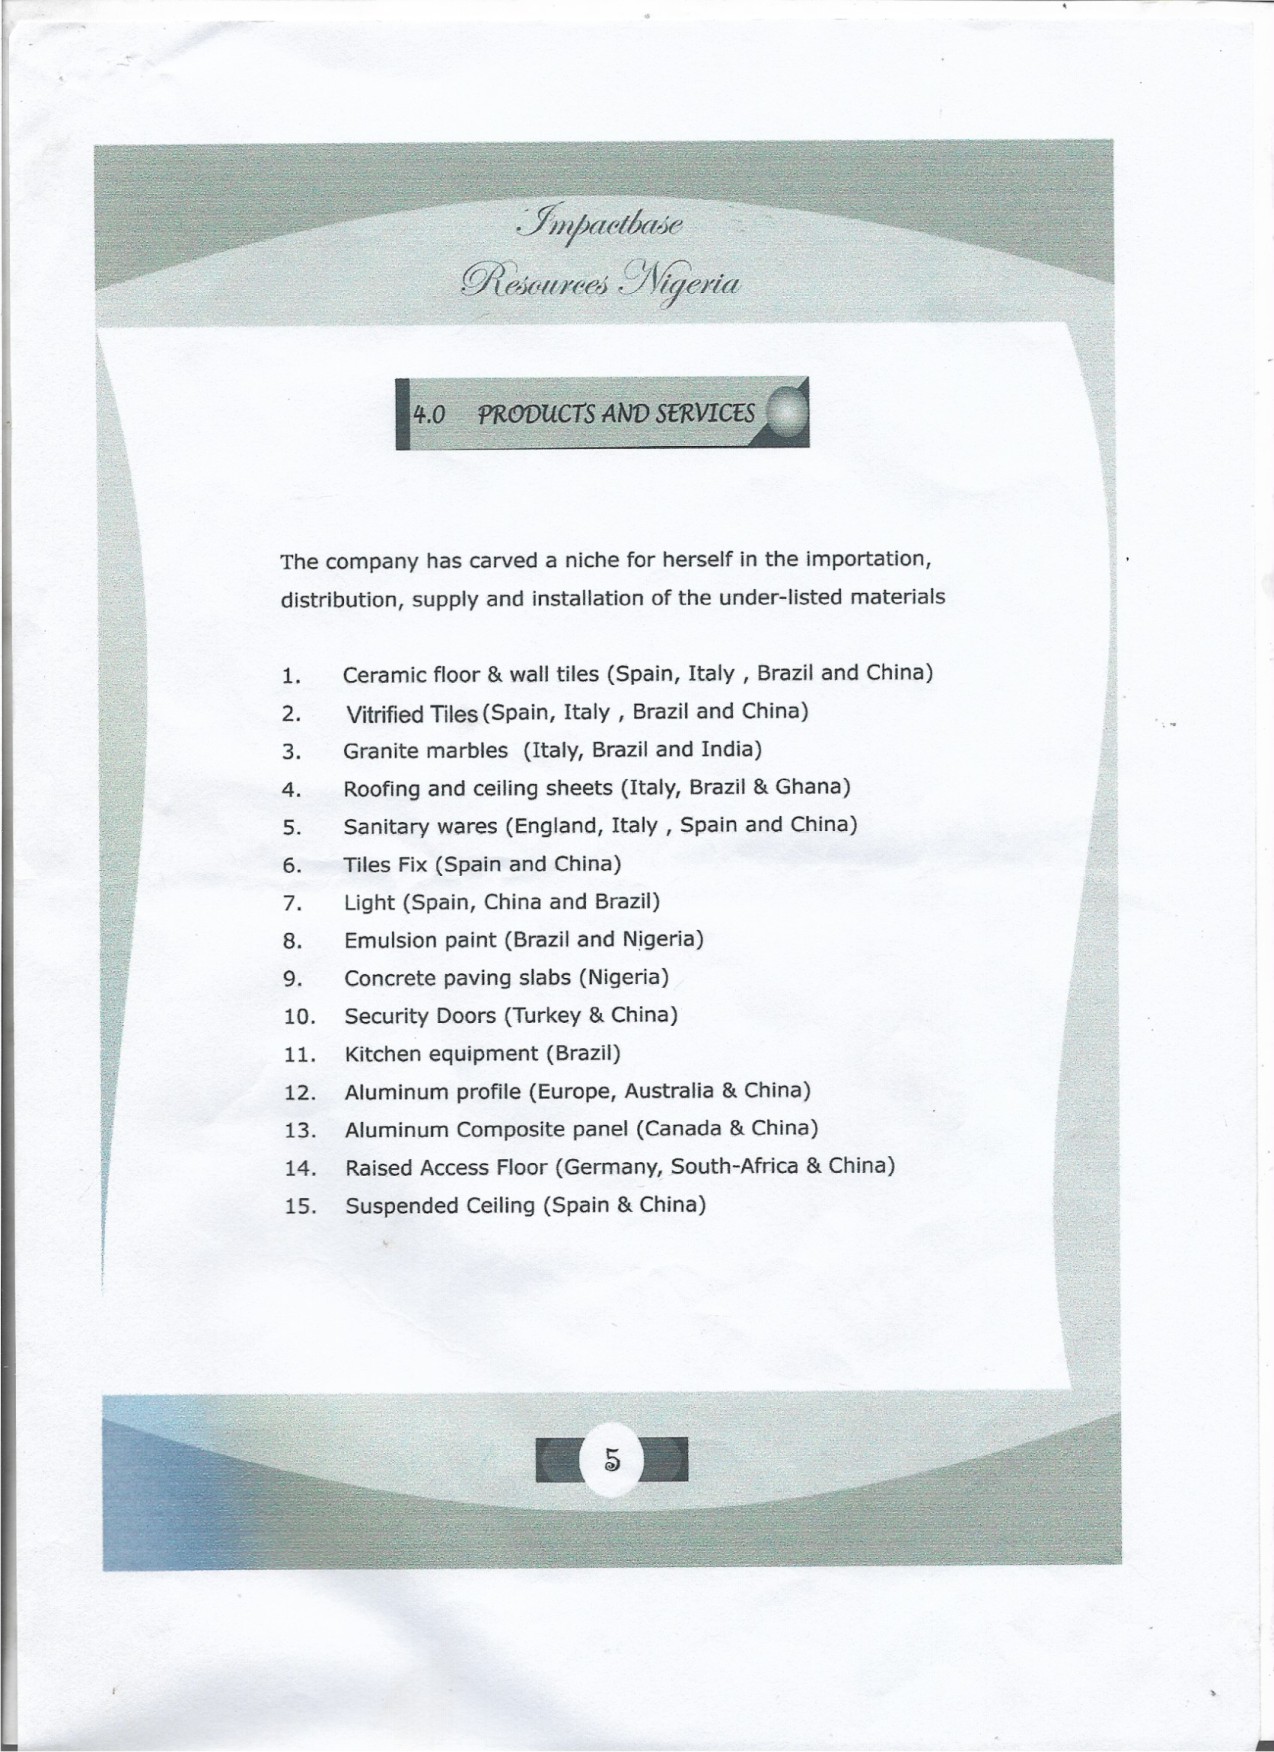 Impactbase
Resources Nigeria
4.0 PRODUCTS AND SERVICES
The company has carved a niche for herself in the importation,
distribution, supply and installation of the under-listed materials
1. Ceramic floor & wall tiles (Spain, Italy , Brazil and China)
2. Vitrified Tiles (Spain, Italy , Brazil and China)
3. Granite marbles (Italy, Brazil and India)
4. Roofing and ceiling sheets (Italy, Brazil & Ghana)
5. Sanitary wares (England, Italy , Spain and China)
6. Tiles Fix (Spain and China)
7. Light (Spain, China and Brazil)
8. Emulsion paint (Brazil and Nigeria)
9. Concrete paving slabs (Nigeria)
10. Security Doors (Turkey & China)
11. Kitchen equipment (Brazil)
12. Aluminum profile (Europe, Australia & China)
13. Aluminum Composite panel (Canada & China)
14. Raised Access Floor (Germany, South-Africa & China)
15. Suspended Ceiling (Spain & China)
5